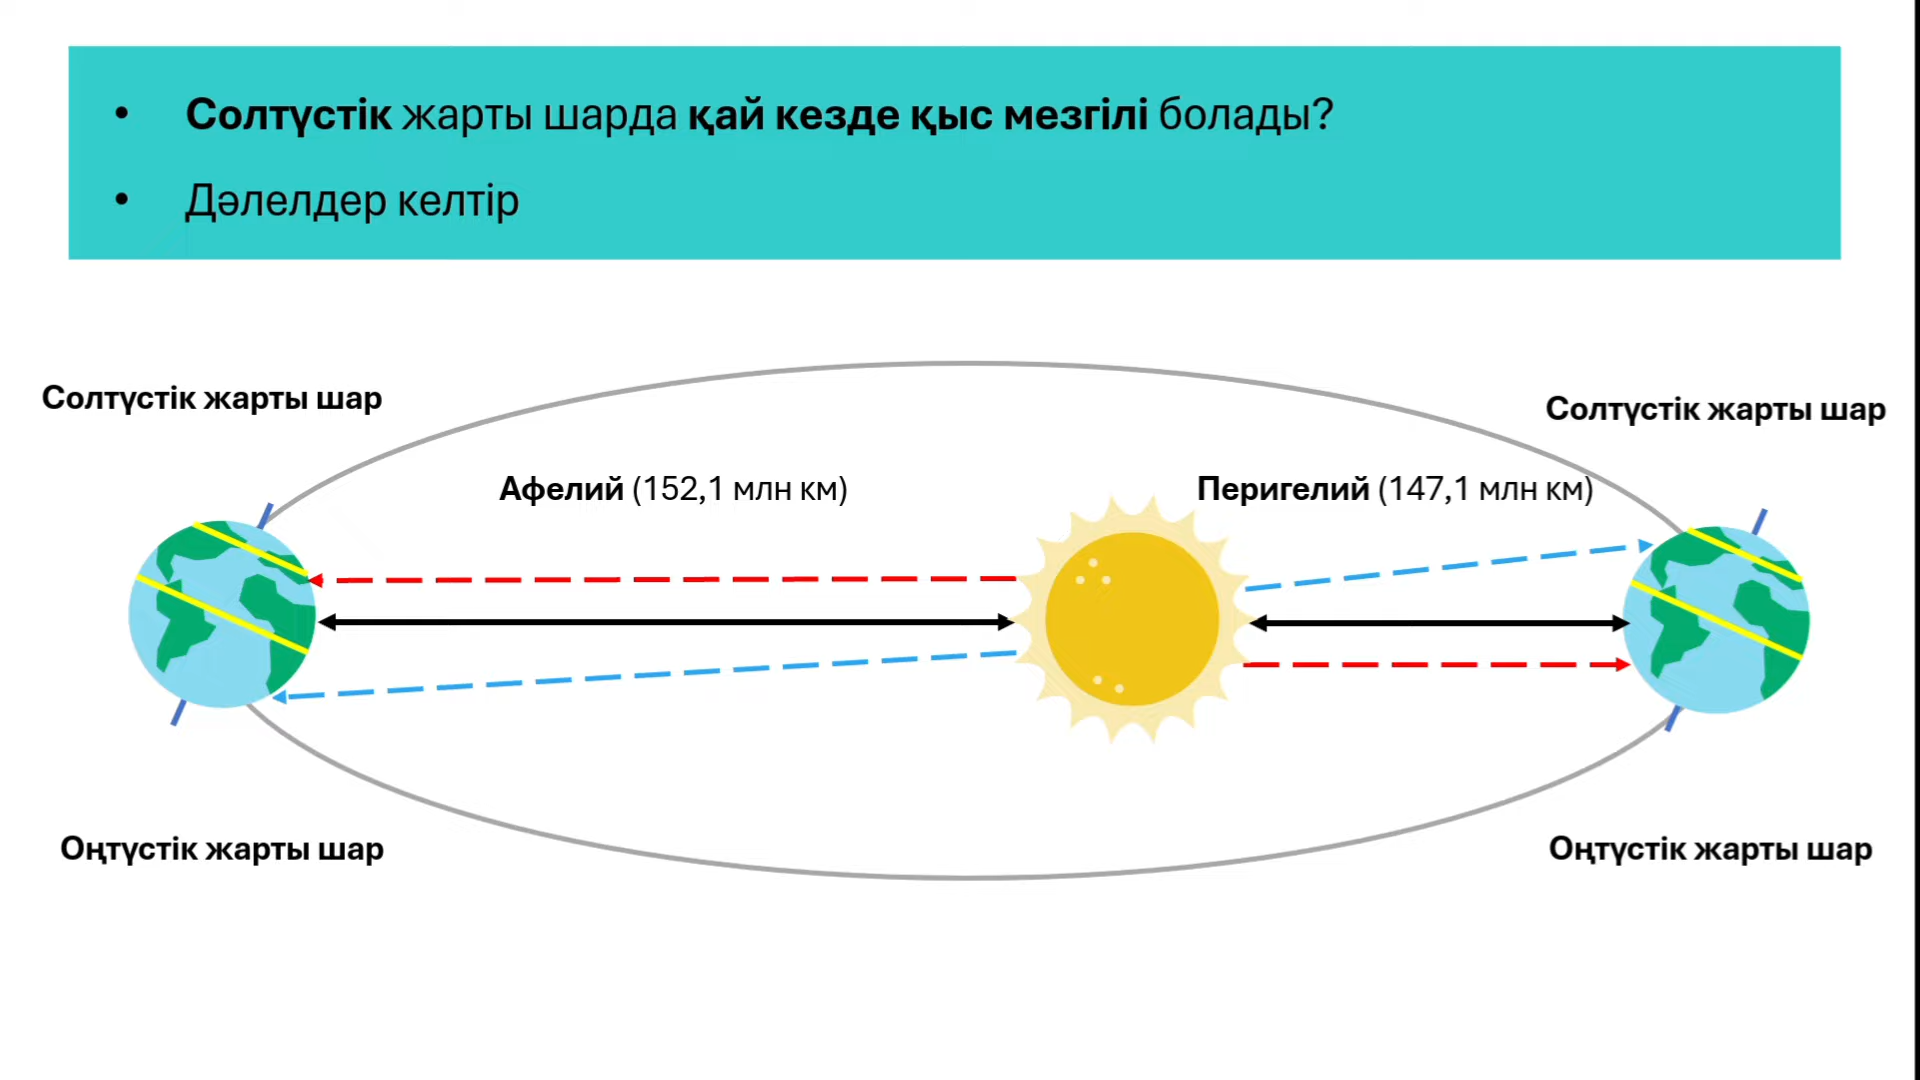 • Солтүстік жарты шарда қай кезде қыс мезгілі болады?
• Дәлелдер келтір
Солтүстік жарты шар
Солтүстік жарты шар
Афелий (152,1 млн км)
Перигелий (147,1 млн км)
Оңтүстік жарты шар
Оңтүстік жарты шар